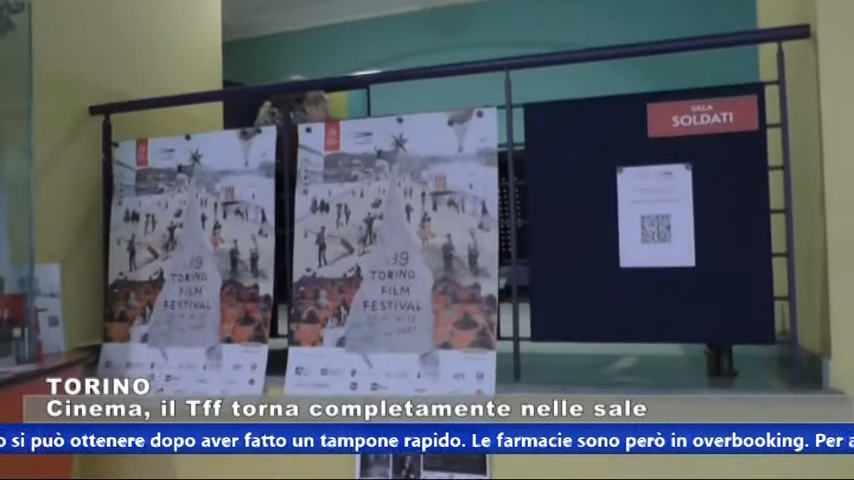 SALA
SOLDATI
39
TORINO
FILM
FESTIVAL
39
TORINO
FILM
FESTIVAL
TORINO
Cinema, il Tff torna completamente nelle sale
o si può ottenere dopo aver fatto un tampone rapido. Le farmacie sono però in overbooking. Per a